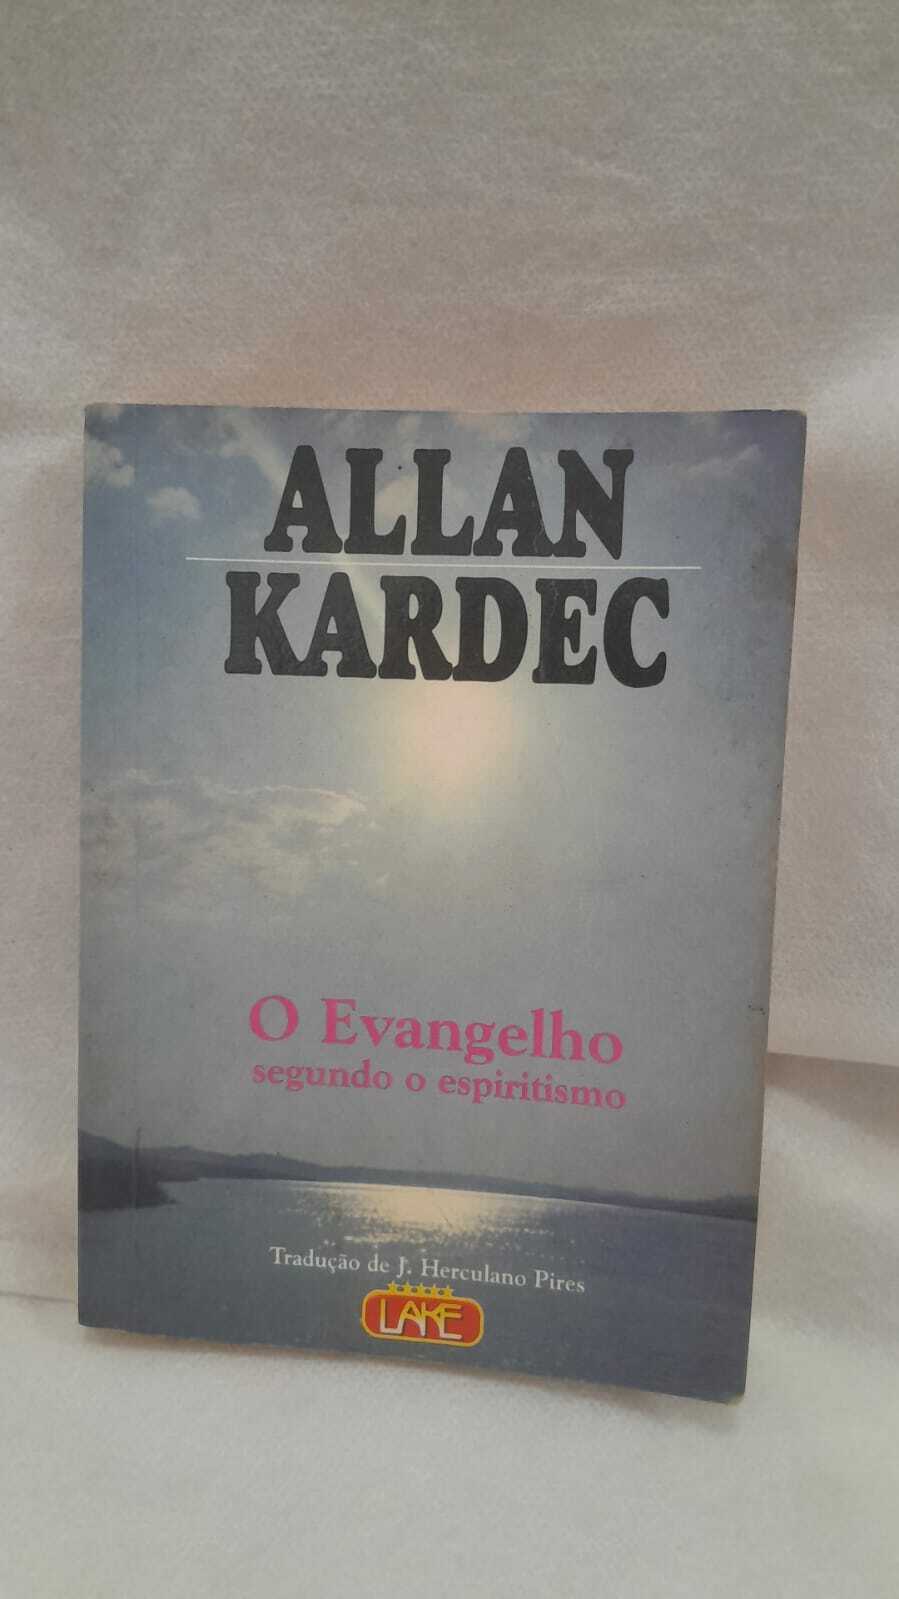 ALLAN
KARDEC
O Evangelho
segundo o espiritismo
Tradução de J. Herculano Pires
LAKE